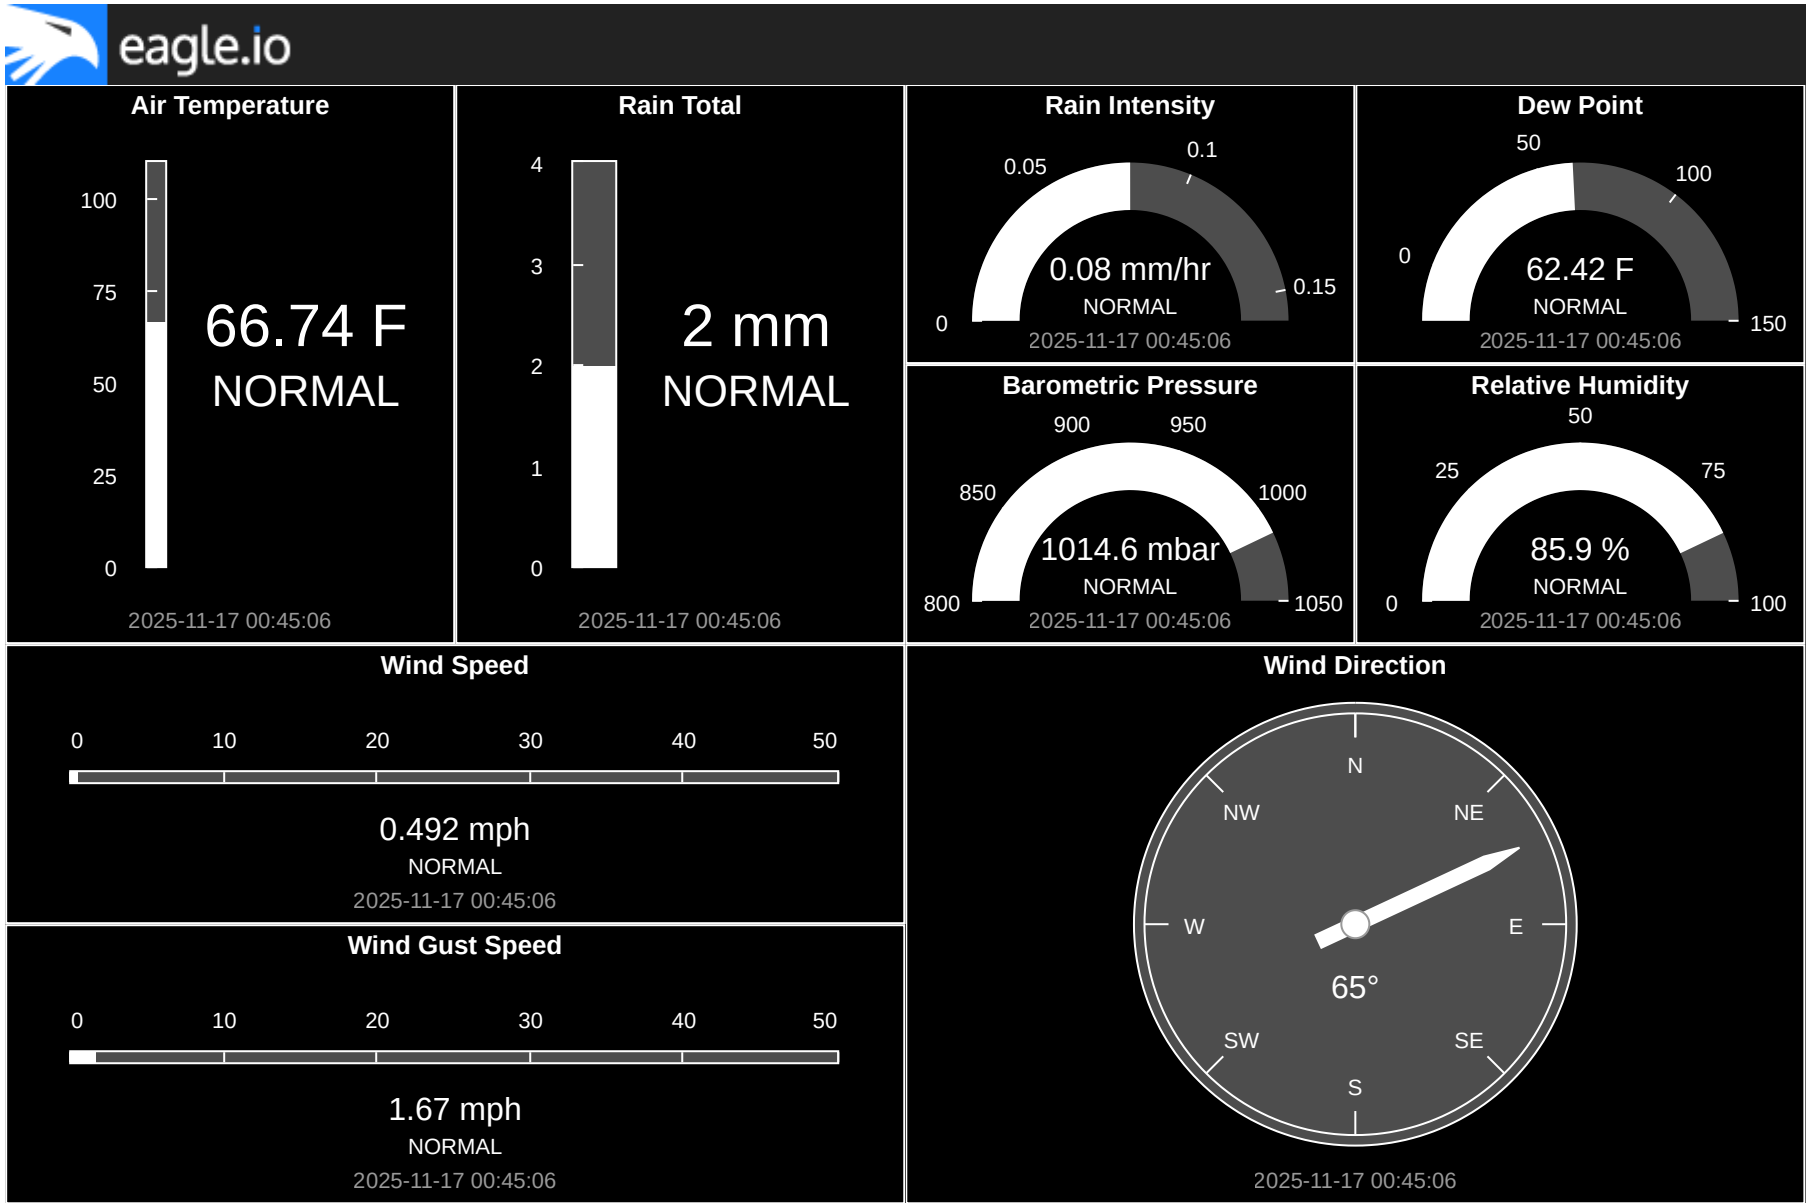 eagle.io
Air Temperature
100
75
50
25
0
66.74 F
NORMAL
2025-11-17 00:45:06
Rain Total
4
3
2
1
0
2 mm
NORMAL
2025-11-17 00:45:06
Rain Intensity
0
0.05
0.1
0.15
0.08 mm/hr
NORMAL
2025-11-17 00:45:06
Dew Point
0
50
100
150
62.42 F
NORMAL
2025-11-17 00:45:06
Barometric Pressure
800
850
900
950
1000
1050
1014.6 mbar
NORMAL
2025-11-17 00:45:06
Relative Humidity
0
25
50
75
100
85.9 %
NORMAL
2025-11-17 00:45:06
Wind Speed
0 10 20 30 40 50
0.492 mph
NORMAL
2025-11-17 00:45:06
Wind Gust Speed
0 10 20 30 40 50
1.67 mph
NORMAL
2025-11-17 00:45:06
Wind Direction
N
NW NE
W E
65°
SW SE
S
2025-11-17 00:45:06